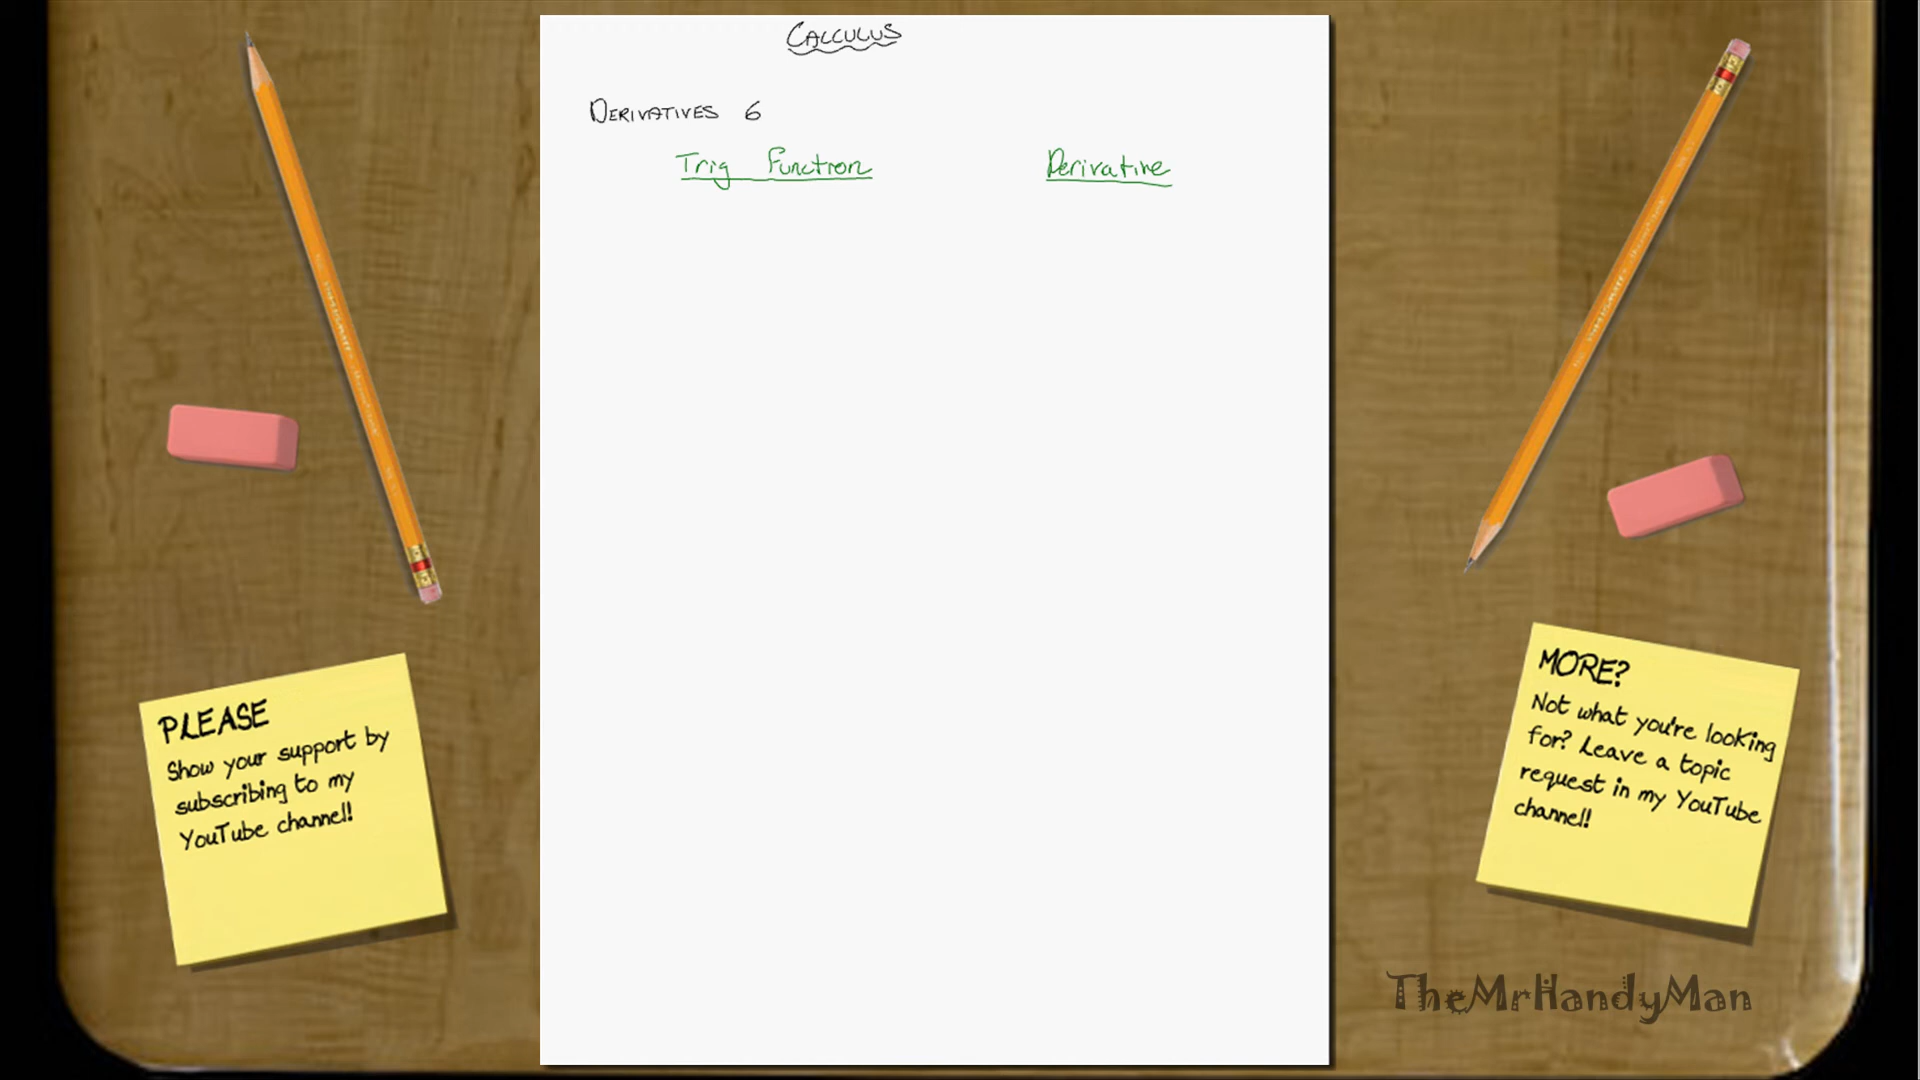 CALCULUS
DERIVATIVES 6
Trig Function Derivative
PLEASE
Show your support by
subscribing to my
YouTube channel!
MORE?
Not what you're looking
for? Leave a topic
request in my YouTube
channel!
TheMrHandyMan